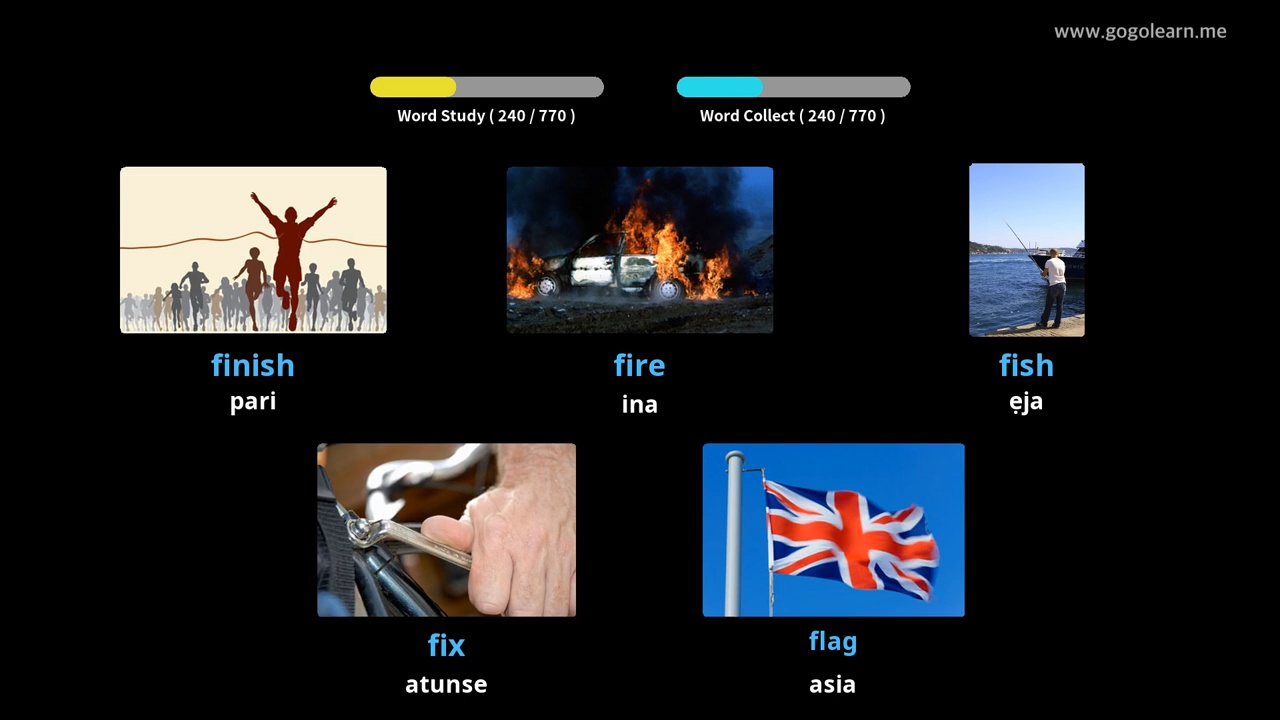 www.gogolearn.me
Word Study ( 240 / 770 )
Word Collect ( 240 / 770 )
finish
pari
fire
ina
fish
ẹja
fix
atunse
flag
asia